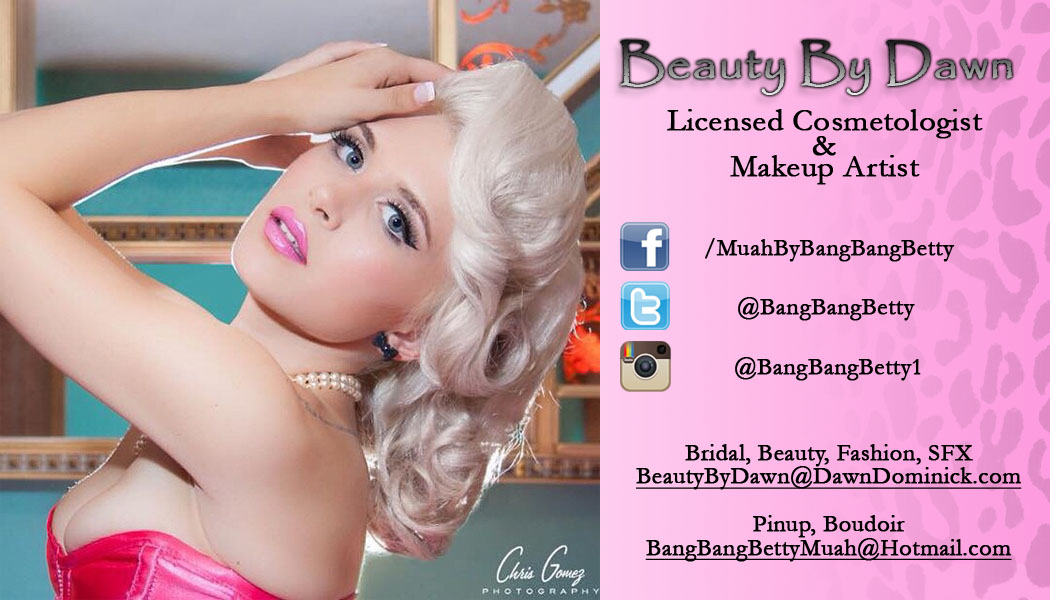 Beauty By Dawn
Licensed Cosmetologist
&
Makeup Artist
/MuahByBangBangBetty
@BangBangBetty
@BangBangBetty1
Bridal, Beauty, Fashion, SFX
BeautyByDawn@DawnDominick.com
Pinup, Boudoir
BangBangBettyMuah@Hotmail.com
Chris Gomez
PHOTOGRAPHY